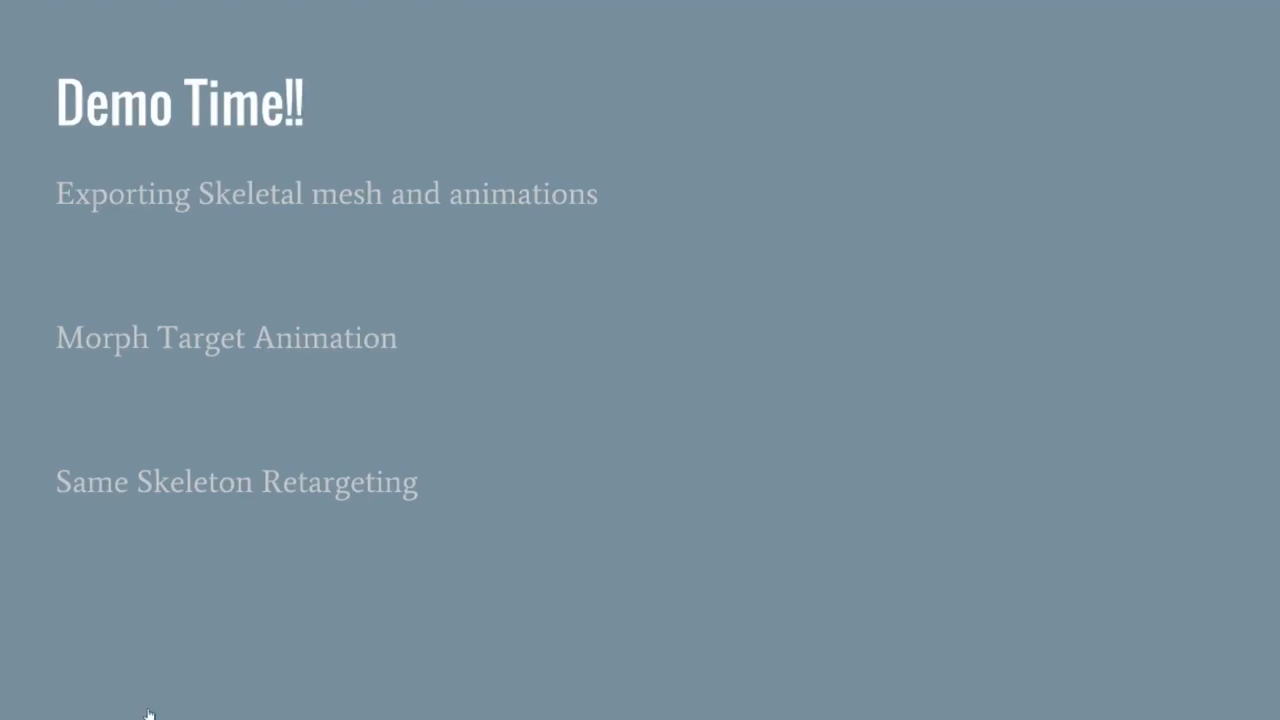 Demo Time!!
Exporting Skeletal mesh and animations
Morph Target Animation
Same Skeleton Retargeting